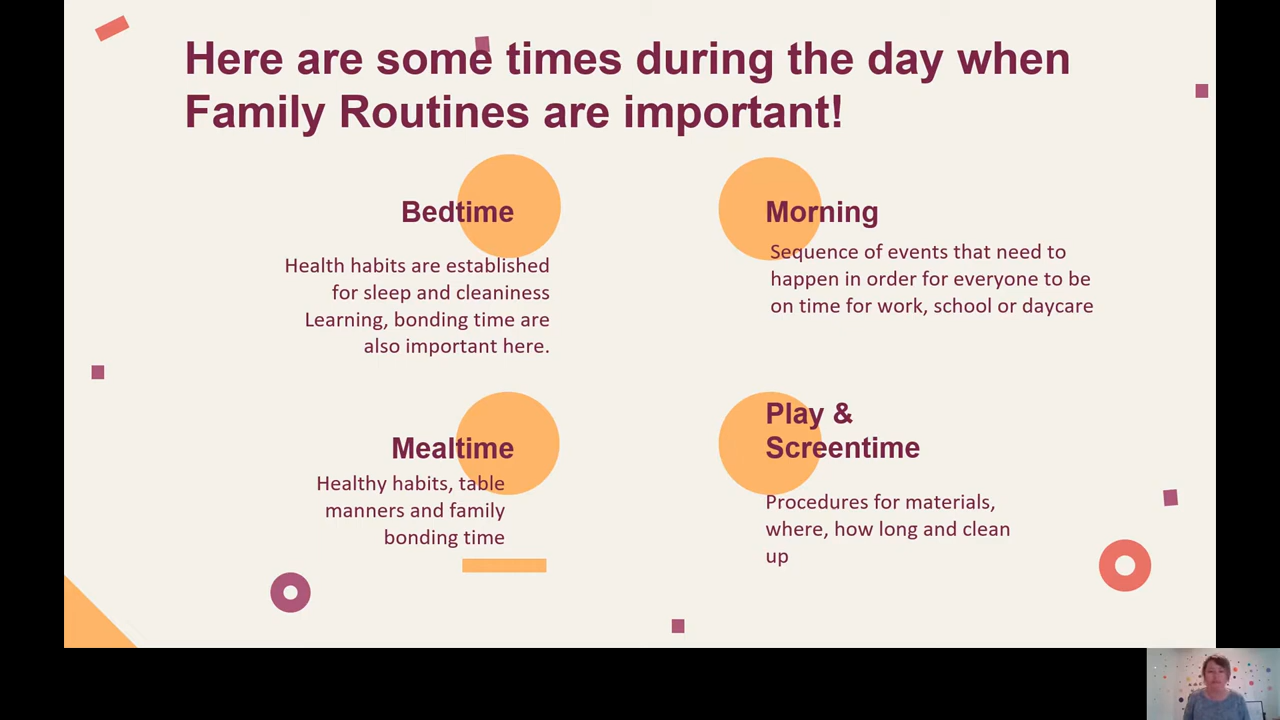 Here are some times during the day when
Family Routines are important!
Bedtime
Health habits are established
for sleep and cleaniness
Learning, bonding time are
also important here.
Morning
Sequence of events that need to
happen in order for everyone to be
on time for work, school or daycare
Mealtime
Healthy habits, table
manners and family
bonding time
Play &
Screentime
Procedures for materials,
where, how long and clean
up